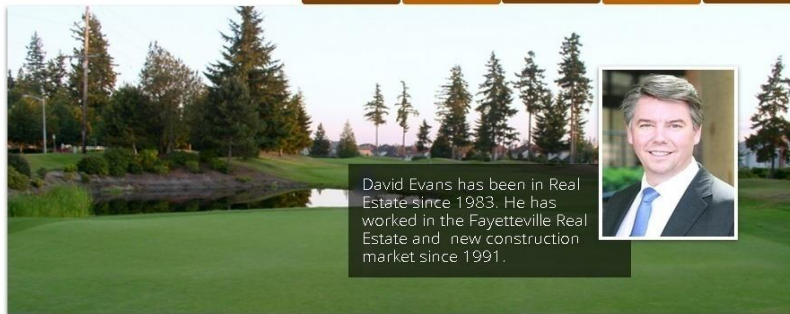 David Evans has been in Real
Estate since 1983. He has
worked in the Fayetteville Real
Estate and  new construction
market since 1991.